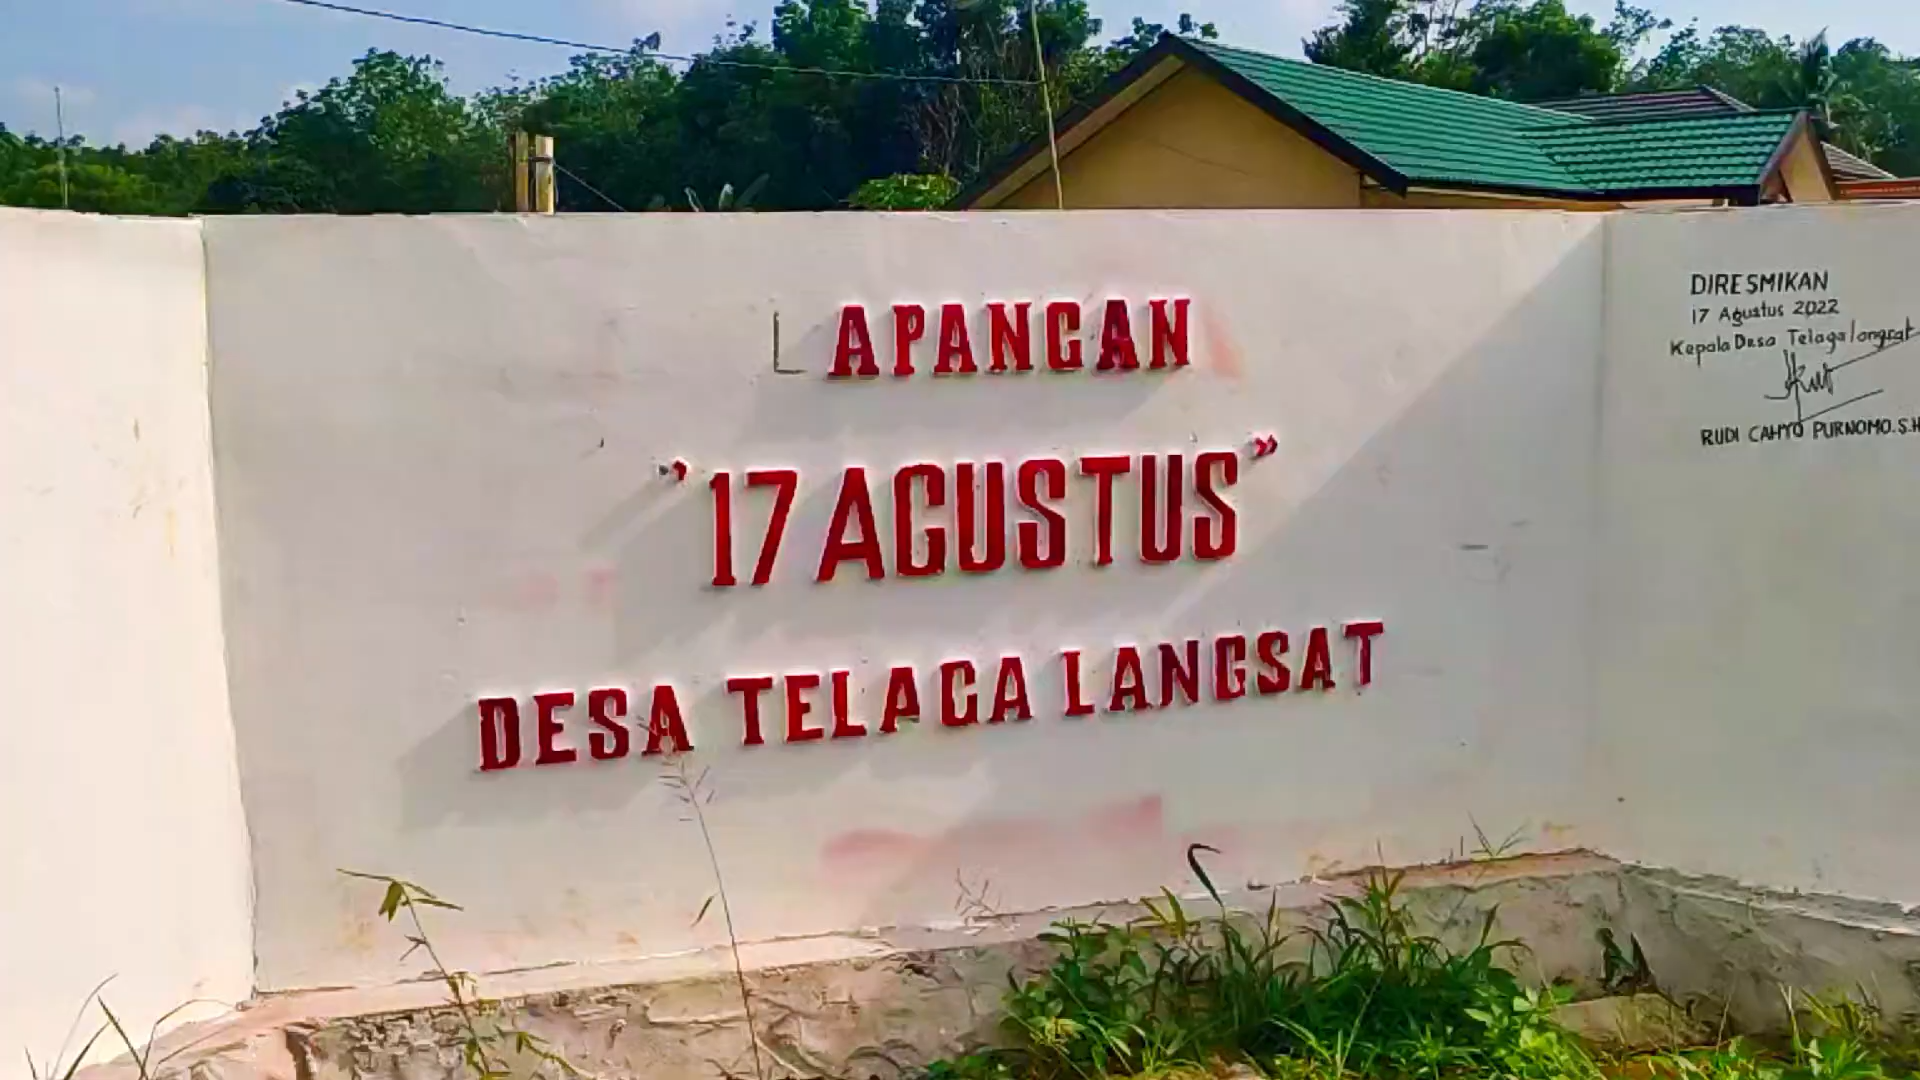 LAPANGAN
"17 AGUSTUS"
DESA TELAGA LANGSAT
DIRESMIKAN
17 Agustus 2022
Kepala Desa Telaga langsat
RUDI CAHYO PURNOMO.S.H